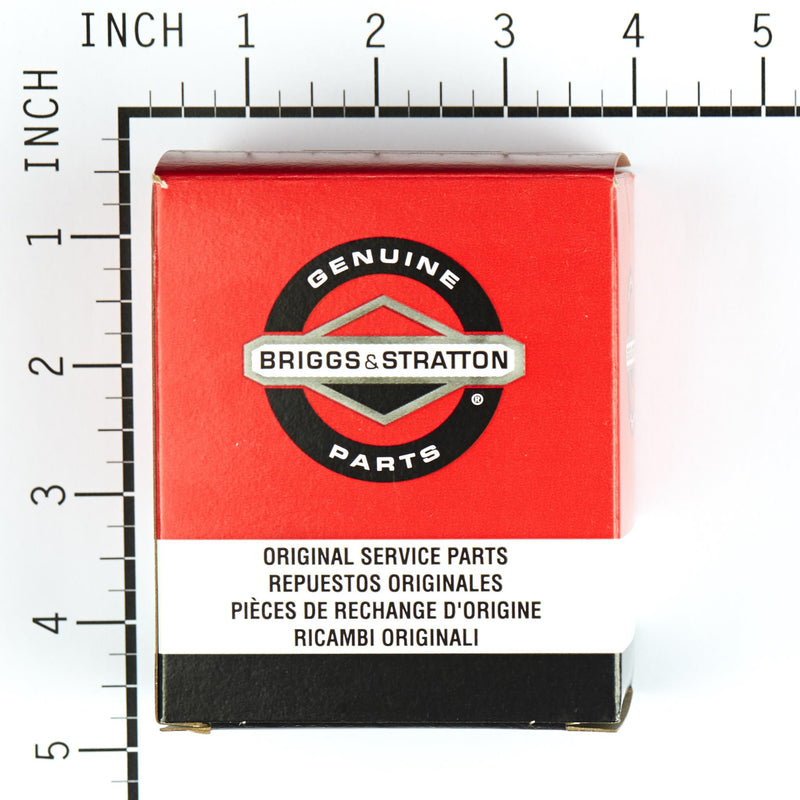 INCH 1 2 3 4 5
INCH
1
2
3
4
5
GENUINE
BRIGGS & STRATTON
®
PARTS
ORIGINAL SERVICE PARTS
REPUESTOS ORIGINALES
PIÈCES DE RECHANGE D'ORIGINE
RICAMBI ORIGINALI